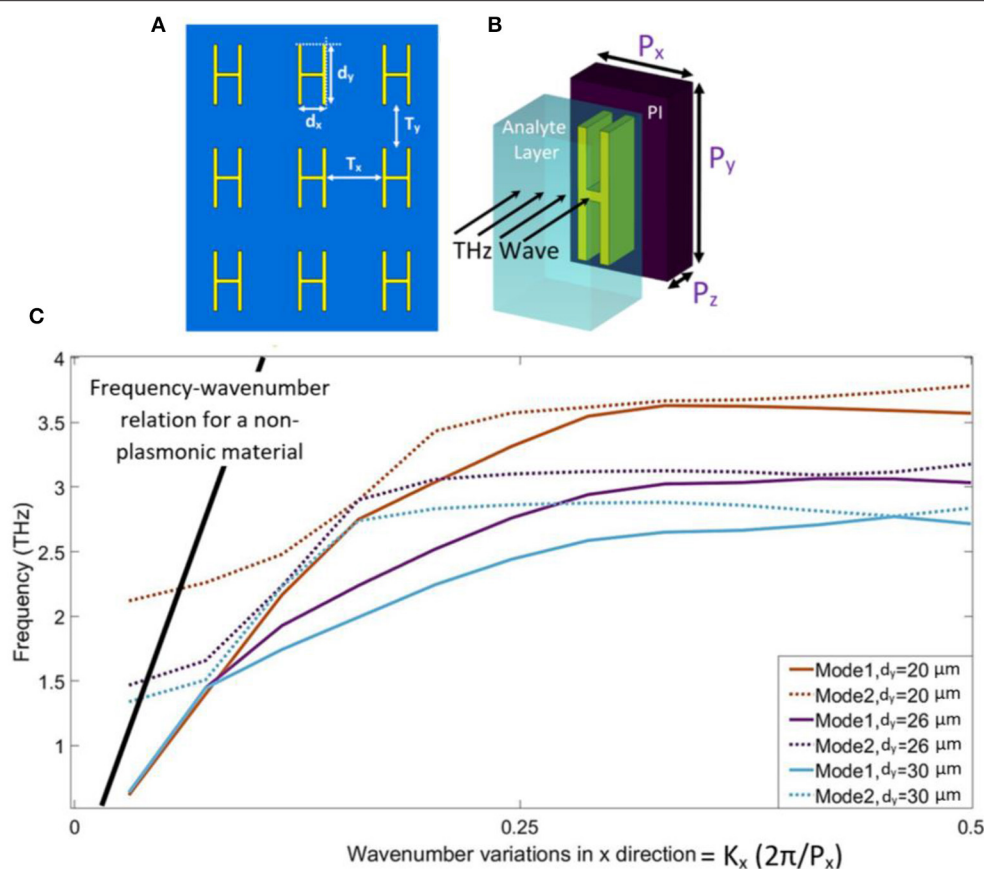 A
B
dy
dx
Ty
Tx
Px
PI
Analyte
Layer
Py
THz Wave
Pz
C
Frequency-wavenumber
relation for a non-
plasmonic material
4
3.5
3
2.5
2
1.5
1
Frequency (THz)
Mode1,dy=20 μm
Mode2,dy=20 μm
Mode1,dy=26 μm
Mode2,dy=26 μm
Mode1,dy=30 μm
Mode2,dy=30 μm
0
0.25
0.5
Wavenumber variations in x direction = Kx (2π/Px)